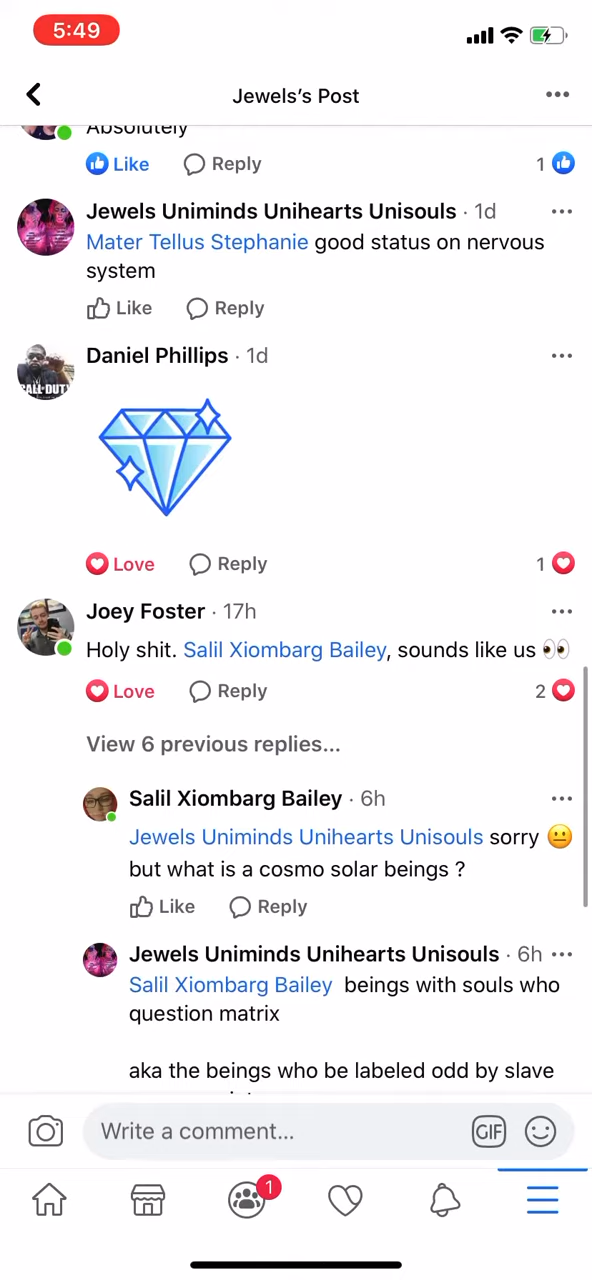 5:49
Jewels's Post
Absolutely
Like Reply 1
Jewels Uniminds Unihearts Unisouls · 1d
Mater Tellus Stephanie good status on nervous
system
Like Reply
Daniel Phillips · 1d
CALL DUTY
Love Reply 1
Joey Foster · 17h
Holy shit. Salil Xiombarg Bailey, sounds like us 👀
Love Reply 2
View 6 previous replies...
Salil Xiombarg Bailey · 6h
Jewels Uniminds Unihearts Unisouls sorry 😐
but what is a cosmo solar beings ?
Like Reply
Jewels Uniminds Unihearts Unisouls · 6h
Salil Xiombarg Bailey beings with souls who
question matrix
aka the beings who be labeled odd by slave
Write a comment...
GIF
1